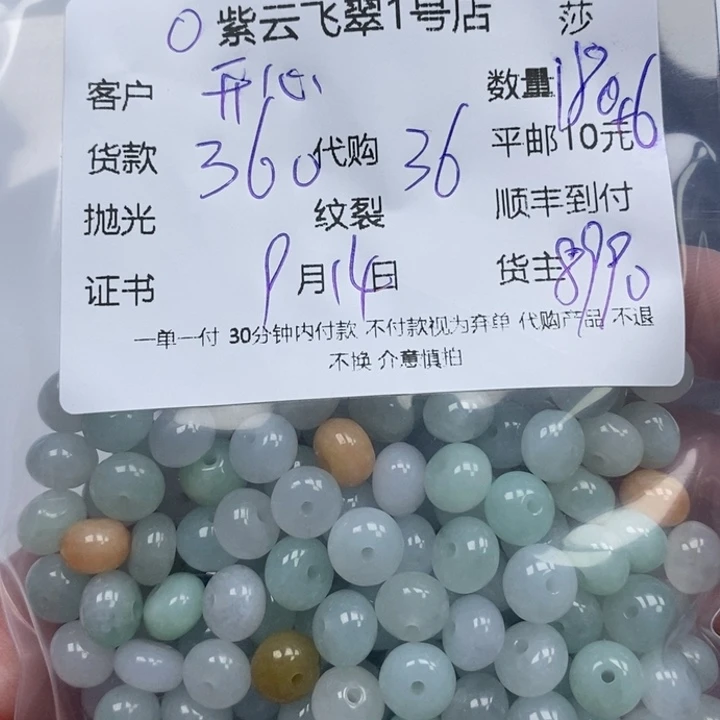 紫云飞翠1号店 莎
客户 开心 数量 180+6
货款 360 代购 36 平邮10元
抛光 纹裂 顺丰到付
证书 9月14日 货主 8990
一单一付 30分钟内付款 不付款视为弃单 代购产品 不退
不换 介意慎拍